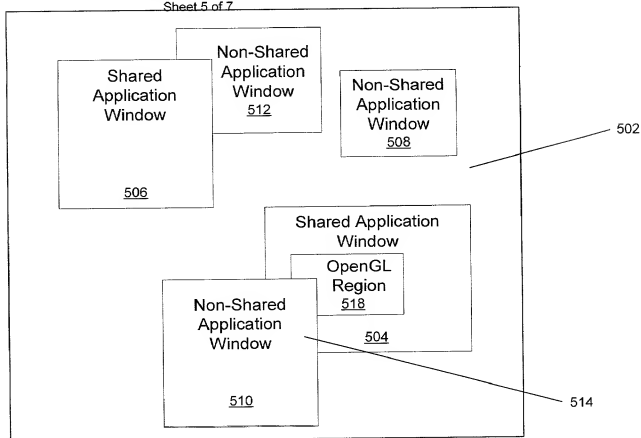 Sheet 5 of 7
Non-Shared
Application
Window
512
Shared
Application
Window
506
Non-Shared
Application
Window
508
502
Shared Application
Window
OpenGL
Region
518
504
Non-Shared
Application
Window
510
514